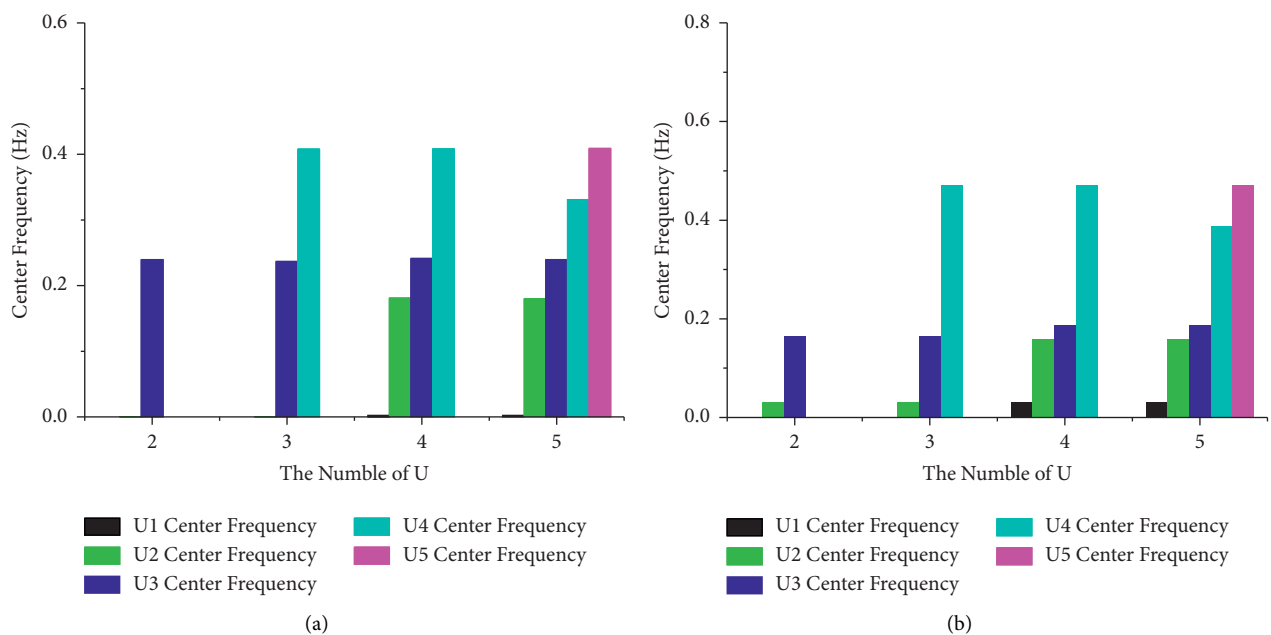 0.6
0.4
0.2
0.0
Center Frequency (Hz)
2 3 4 5
The Numble of U
U1 Center Frequency
U2 Center Frequency
U3 Center Frequency
U4 Center Frequency
U5 Center Frequency
(a)
0.8
0.6
0.4
0.2
0.0
Center Frequency (Hz)
2 3 4 5
The Numble of U
U1 Center Frequency
U2 Center Frequency
U3 Center Frequency
U4 Center Frequency
U5 Center Frequency
(b)